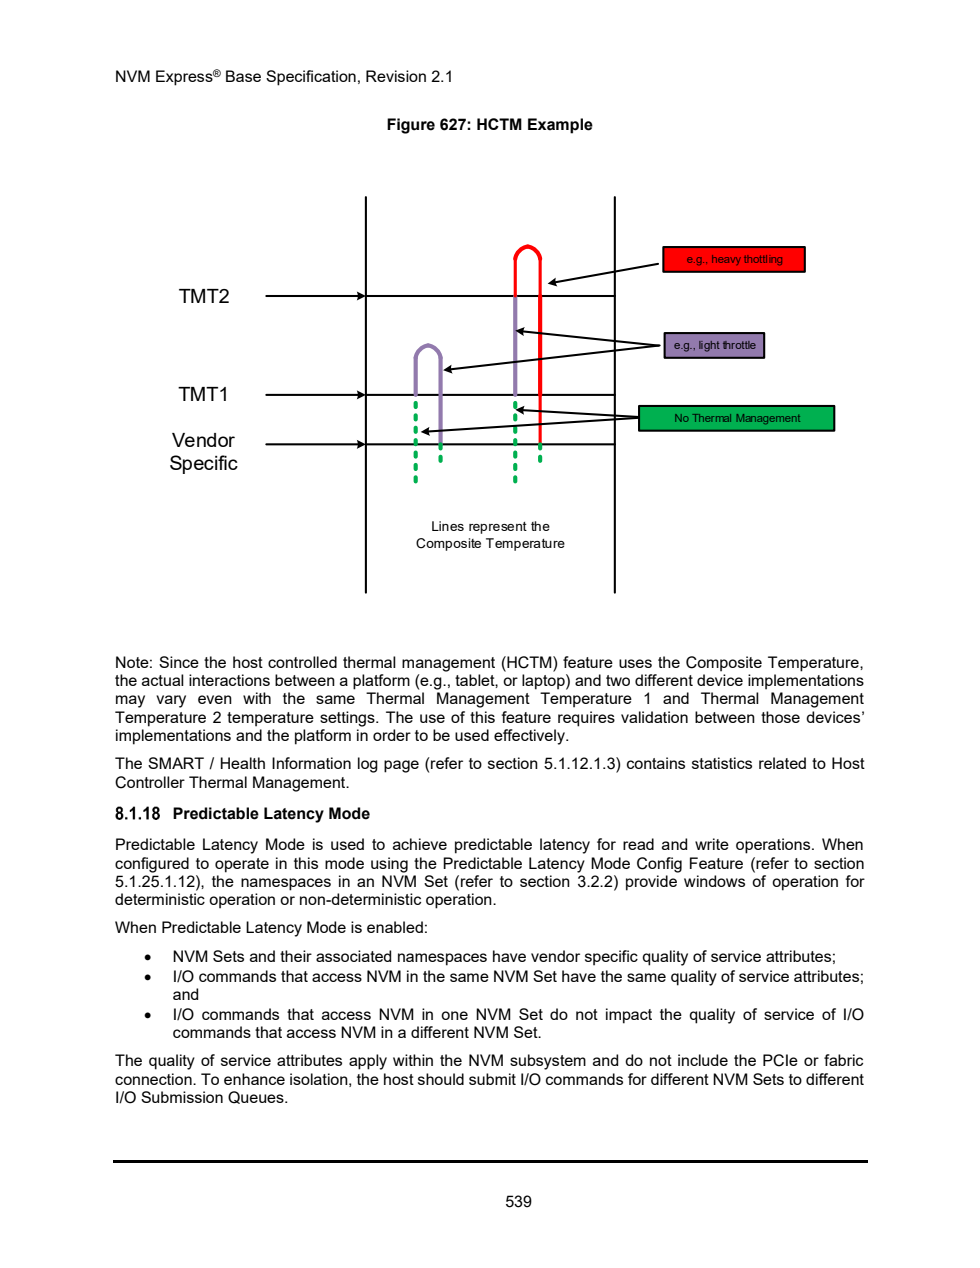 NVM Express® Base Specification, Revision 2.1
Figure 627: HCTM Example
e.g., heavy thottling
TMT2
e.g., light throttle
TMT1
No Thermal Management
Vendor
Specific
Lines represent the
Composite Temperature
Note: Since the host controlled thermal management (HCTM) feature uses the Composite Temperature,
the actual interactions between a platform (e.g., tablet, or laptop) and two different device implementations
may vary even with the same Thermal Management Temperature 1 and Thermal Management
Temperature 2 temperature settings. The use of this feature requires validation between those devices’
implementations and the platform in order to be used effectively.
The SMART / Health Information log page (refer to section 5.1.12.1.3) contains statistics related to Host
Controller Thermal Management.
8.1.18 Predictable Latency Mode
Predictable Latency Mode is used to achieve predictable latency for read and write operations. When
configured to operate in this mode using the Predictable Latency Mode Config Feature (refer to section
5.1.25.1.12), the namespaces in an NVM Set (refer to section 3.2.2) provide windows of operation for
deterministic operation or non-deterministic operation.
When Predictable Latency Mode is enabled:
• NVM Sets and their associated namespaces have vendor specific quality of service attributes;
• I/O commands that access NVM in the same NVM Set have the same quality of service attributes;
and
• I/O commands that access NVM in one NVM Set do not impact the quality of service of I/O
commands that access NVM in a different NVM Set.
The quality of service attributes apply within the NVM subsystem and do not include the PCIe or fabric
connection. To enhance isolation, the host should submit I/O commands for different NVM Sets to different
I/O Submission Queues.
539